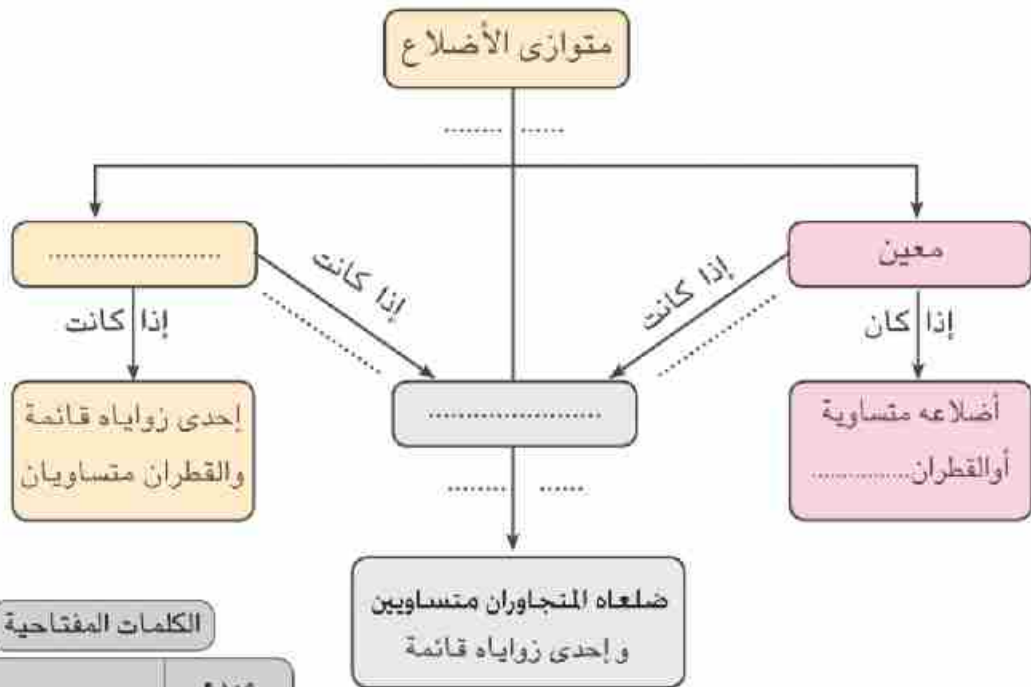 متوازى الأضلاع
........ ......
معين
......................
إذا كانت
................
إذا كانت
................
إذا كان
إذا كانت
أضلاعه متساوية
أوالقطران................
......................
إحدى زواياه قائمة
والقطران متساويان
........ ......
ضلعاه المتجاوران متساويين
وإحدى زواياه قائمة
الكلمات المفتاحية